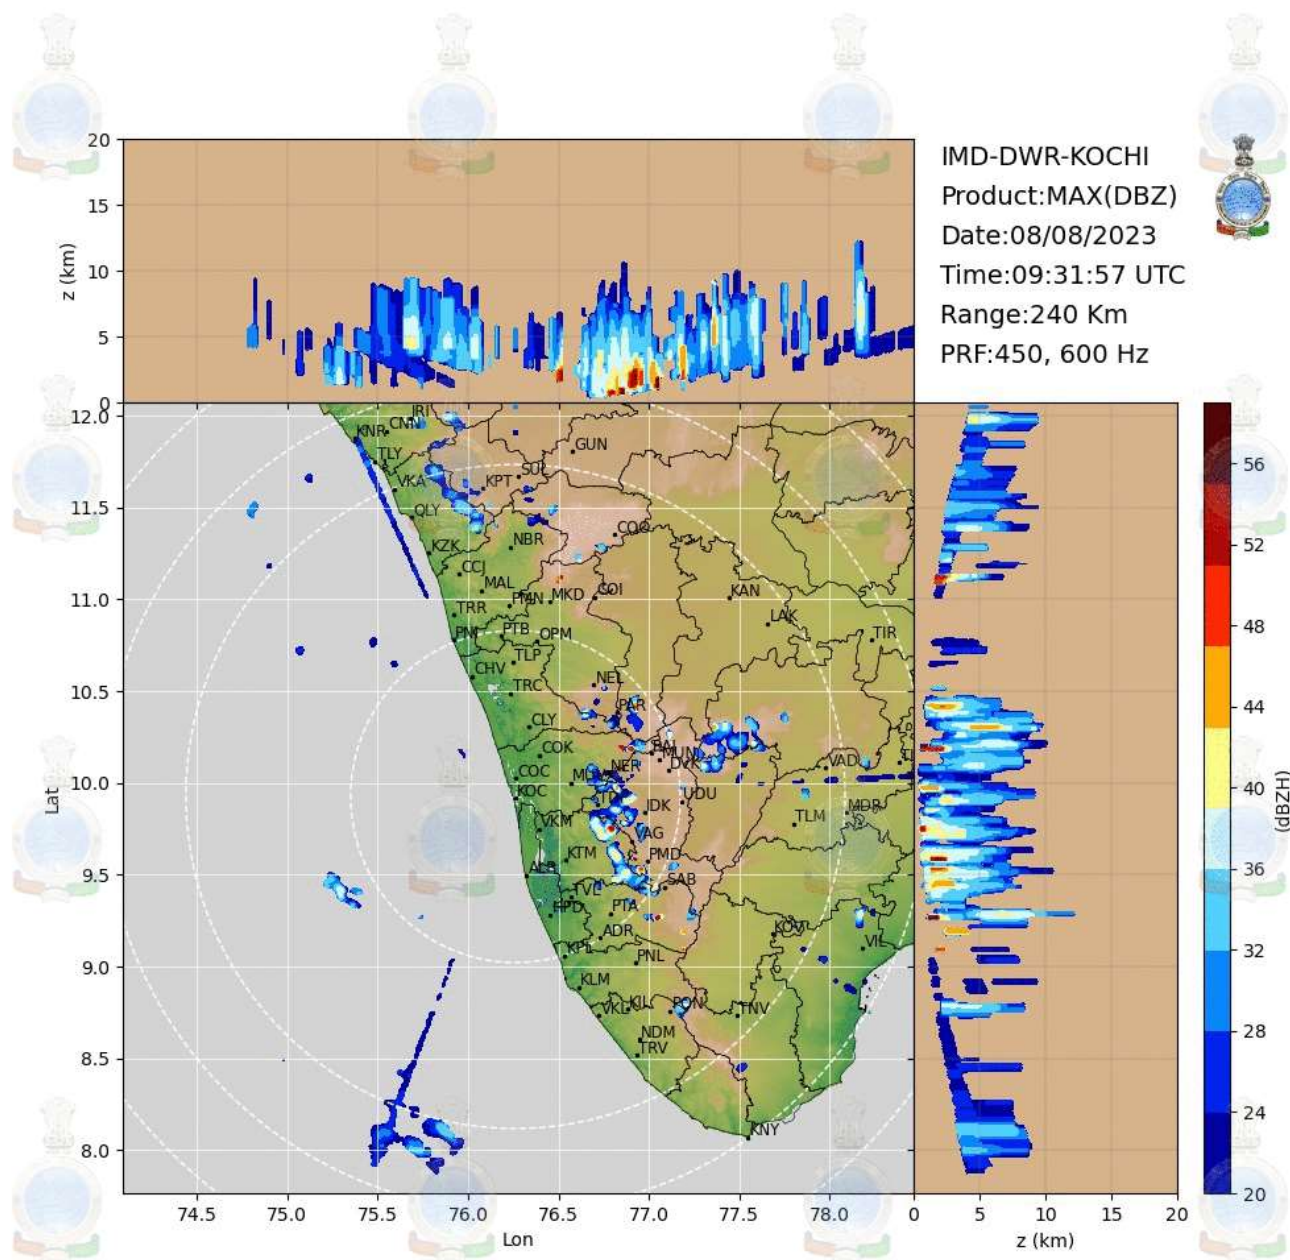 IMD-DWR-KOCHI
Product:MAX(DBZ)
Date:08/08/2023
Time:09:31:57 UTC
Range:240 Km
PRF:450, 600 Hz
20
15
10
5
0
z (km)
12.0
11.5
11.0
10.5
10.0
9.5
9.0
8.5
8.0
Lat
IRI
CNN
KNR
GUN
TLY
SUL
VKA
KPT
QLY
COO
NBR
KZK
CCJ
MAL
PMN
MKD
COI
KAN
TRR
LAK
PNI
PTB
OPM
TIR
TLP
CHV
NEL
TRC
PAR
CLY
COK
MUN
NER
DVK
VAD
COC
KOC
UDU
IDK
TLM
MDR
VKM
VAG
KTM
PMD
ALP
SAB
TVL
HPD
PTA
ADR
KOV
VIL
KPL
PNL
KLM
VKL
KIL
PON
TNV
NDM
TRV
KNY
74.5
75.0
75.5
76.0
76.5
77.0
77.5
78.0
Lon
0
5
10
15
20
z (km)
56
52
48
44
40
36
32
28
24
20
(dBZH)